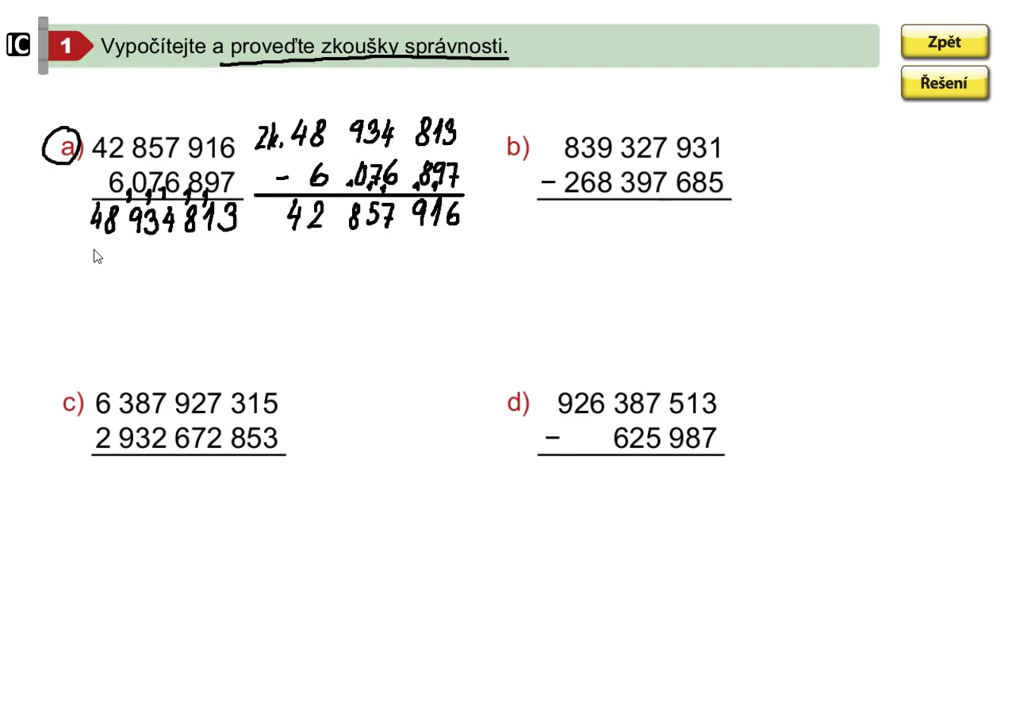 IC
1 Vypočítejte a proveďte zkoušky správnosti.
Zpět
Řešení
a) 42 857 916
6 076 897
48 934 813
Zk. 48 934 813
- 6 076 897
42 857 916
b) 839 327 931
− 268 397 685
c) 6 387 927 315
2 932 672 853
d) 926 387 513
− 625 987